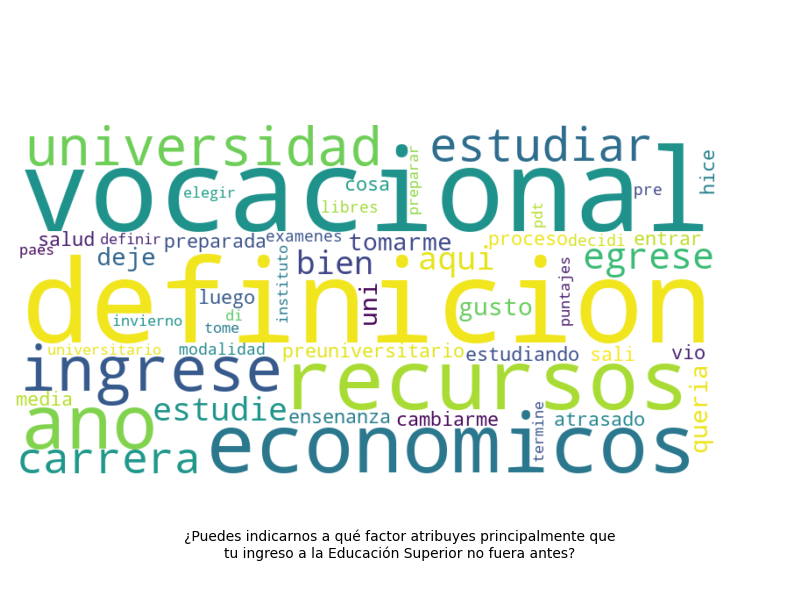 universidad estudiar
vocacional
elegir cosa libres preparar pre hice pdt
salud definir preparada examenes tomarme proceso decidi entrar
paes deje instituto bien aqui egrese
definicion
luego uni gusto puntajes
invierno di tome
universitario modalidad preuniversitario estudiando sali vio
ingrese recursos queria
media estudie ensenanza cambiarme termine atrasado
ano
carrera economicos
¿Puedes indicarnos a qué factor atribuyes principalmente que
tu ingreso a la Educación Superior no fuera antes?